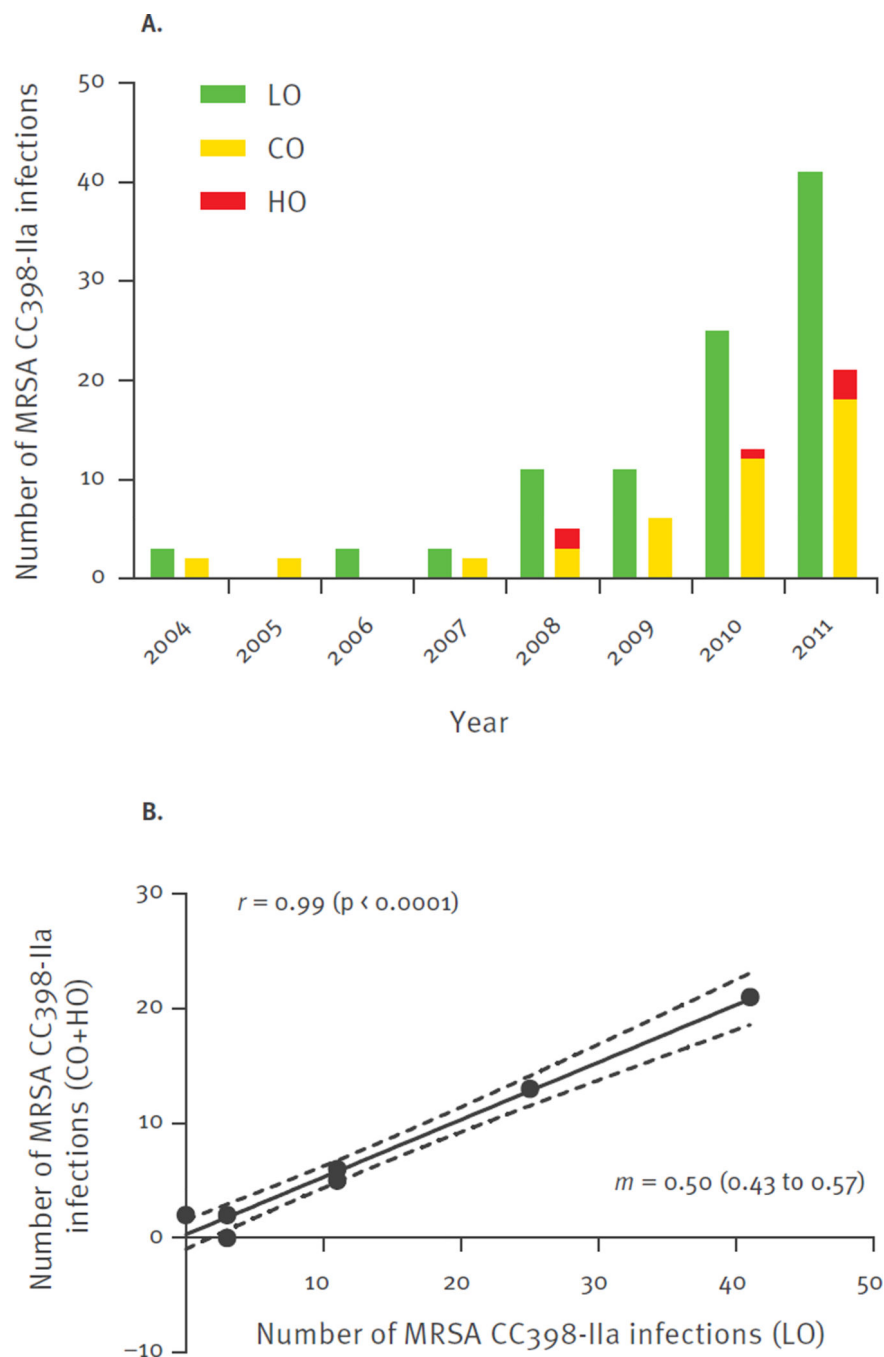 A.
Number of MRSA CC398-IIa infections
50
40
30
20
10
0
LO
CO
HO
2004
2005
2006
2007
2008
2009
2010
2011
Year
B.
Number of MRSA CC398-IIa
infections (CO+HO)
30
20
10
0
−10
r = 0.99 (p < 0.0001)
m = 0.50 (0.43 to 0.57)
10
20
30
40
50
Number of MRSA CC398-IIa infections (LO)